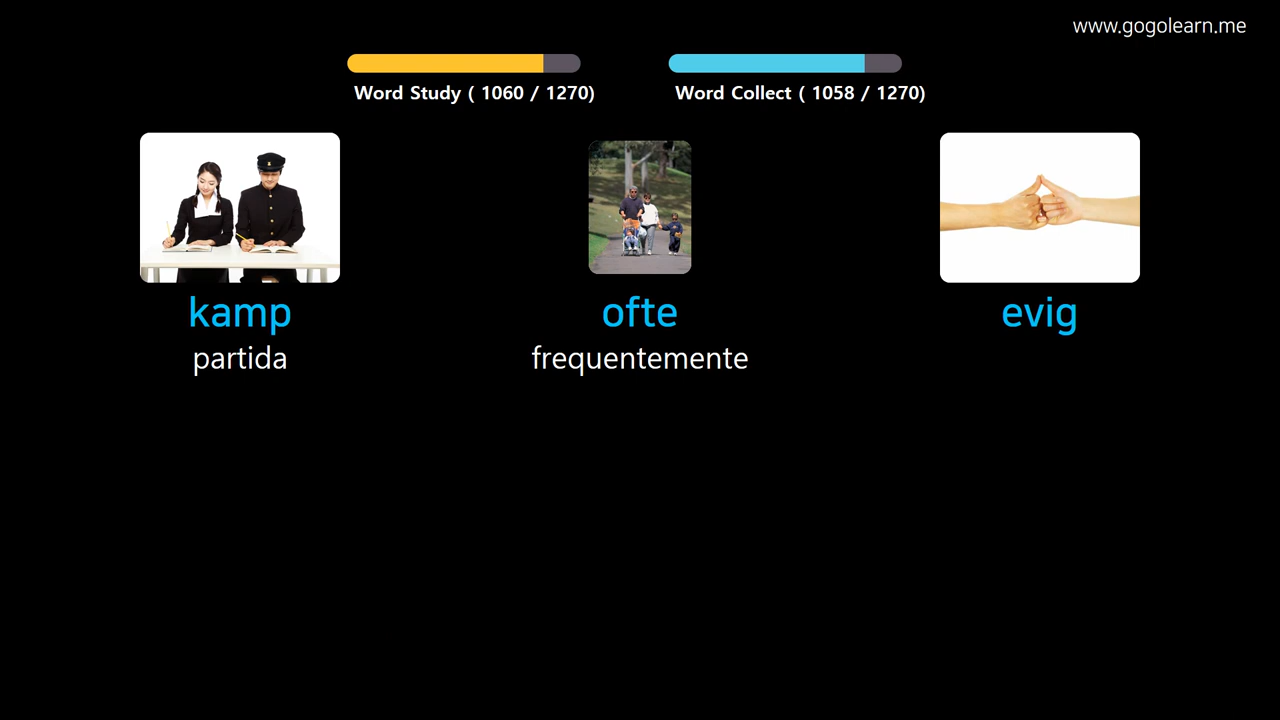 www.gogolearn.me
Word Study ( 1060 / 1270)
Word Collect ( 1058 / 1270)
kamp
ofte
evig
partida
frequentemente